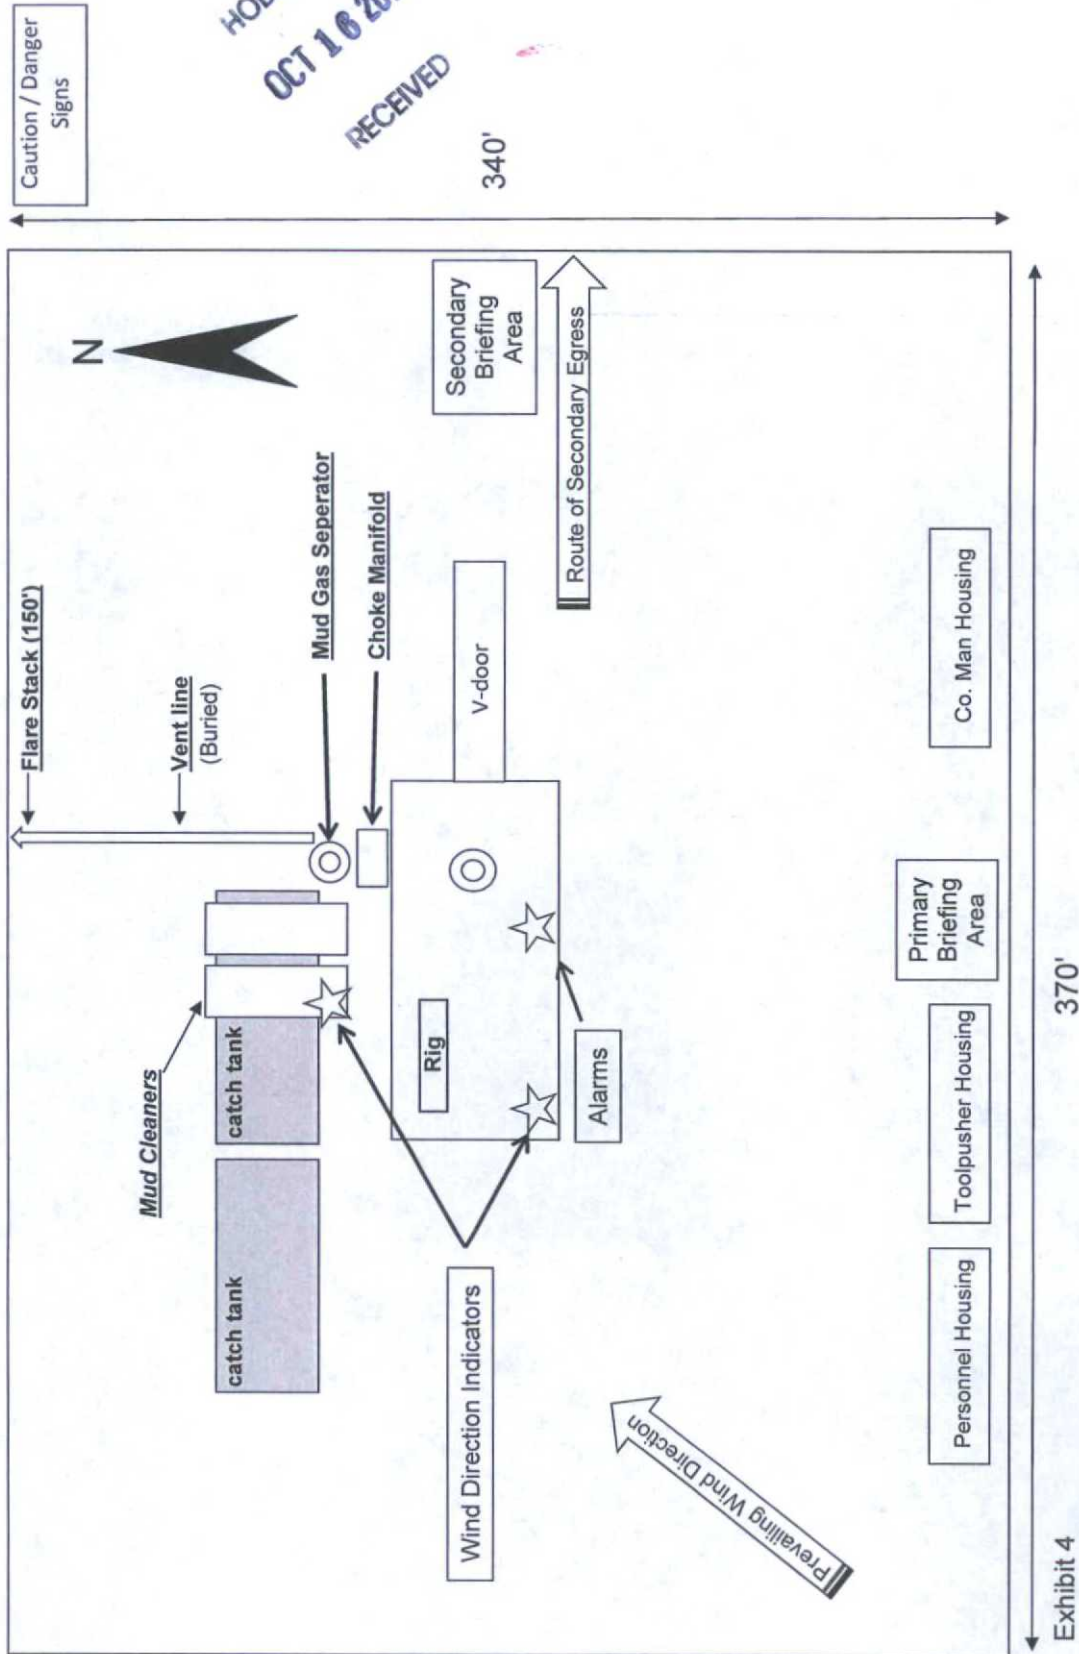 Caution / Danger
Signs
Flare Stack (150')
N
Mud Cleaners
Vent line
(Buried)
catch tank
catch tank
OCT 16
RECEIVED
Mud Gas Seperator
Choke Manifold
Rig
Wind Direction Indicators
V-door
Secondary
Briefing
Area
340'
Route of Secondary Egress
Alarms
Prevailing Wind Direction
Primary
Briefing
Area
Personnel Housing
Toolpusher Housing
Co. Man Housing
370'
Exhibit 4